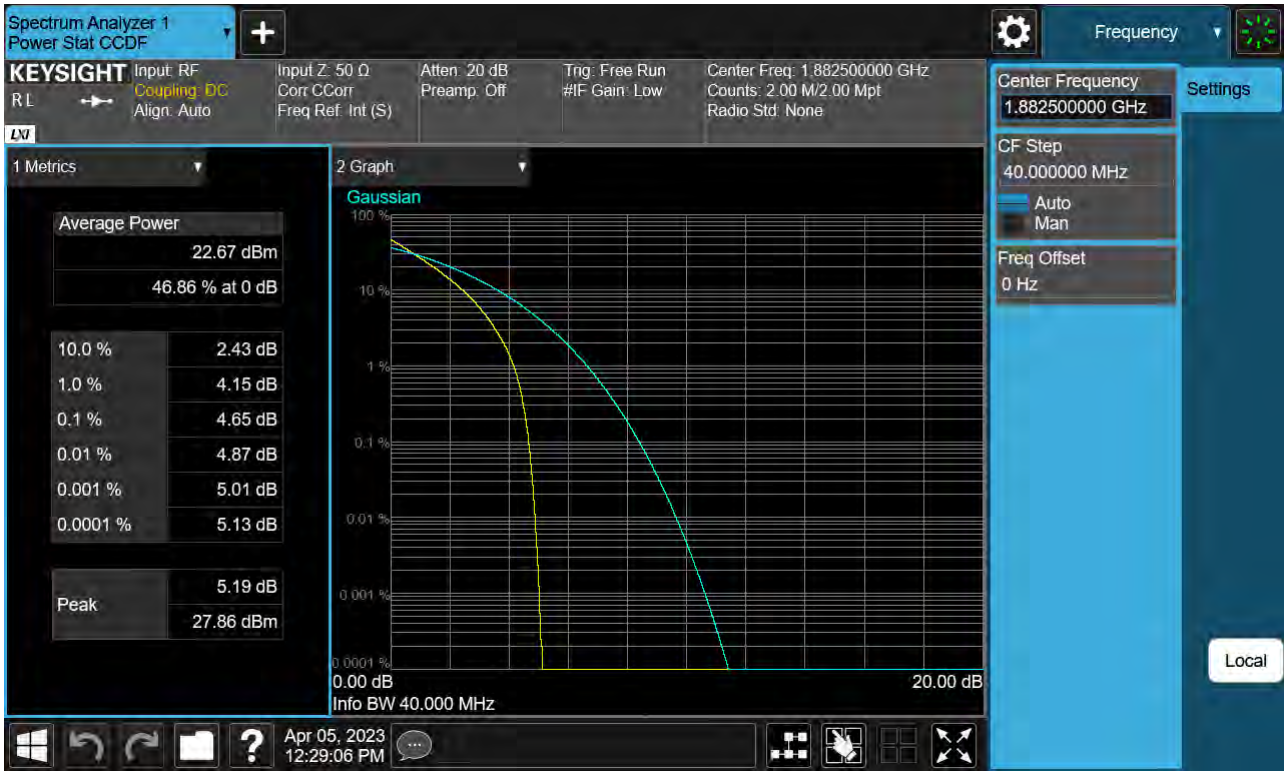 Spectrum Analyzer 1
Power Stat CCDF
Frequency
KEYSIGHT
R L
LXI
Input: RF
Coupling: DC
Align: Auto
Input Z: 50 Ω
Corr CCorr
Freq Ref: Int (S)
Atten: 20 dB
Preamp: Off
Trig: Free Run
#IF Gain: Low
Center Freq: 1.882500000 GHz
Counts: 2.00 M/2.00 Mpt
Radio Std: None
Center Frequency
1.882500000 GHz
Settings
CF Step
40.000000 MHz
Auto
Man
Freq Offset
0 Hz
1 Metrics
Average Power
22.67 dBm
46.86 % at 0 dB
10.0 % 2.43 dB
1.0 % 4.15 dB
0.1 % 4.65 dB
0.01 % 4.87 dB
0.001 % 5.01 dB
0.0001 % 5.13 dB
Peak
5.19 dB
27.86 dBm
2 Graph
Gaussian
100 %
10 %
1 %
0.1 %
0.01 %
0.001 %
0.0001 %
0.00 dB 20.00 dB
Info BW 40.000 MHz
Local
?
Apr 05, 2023
12:29:06 PM